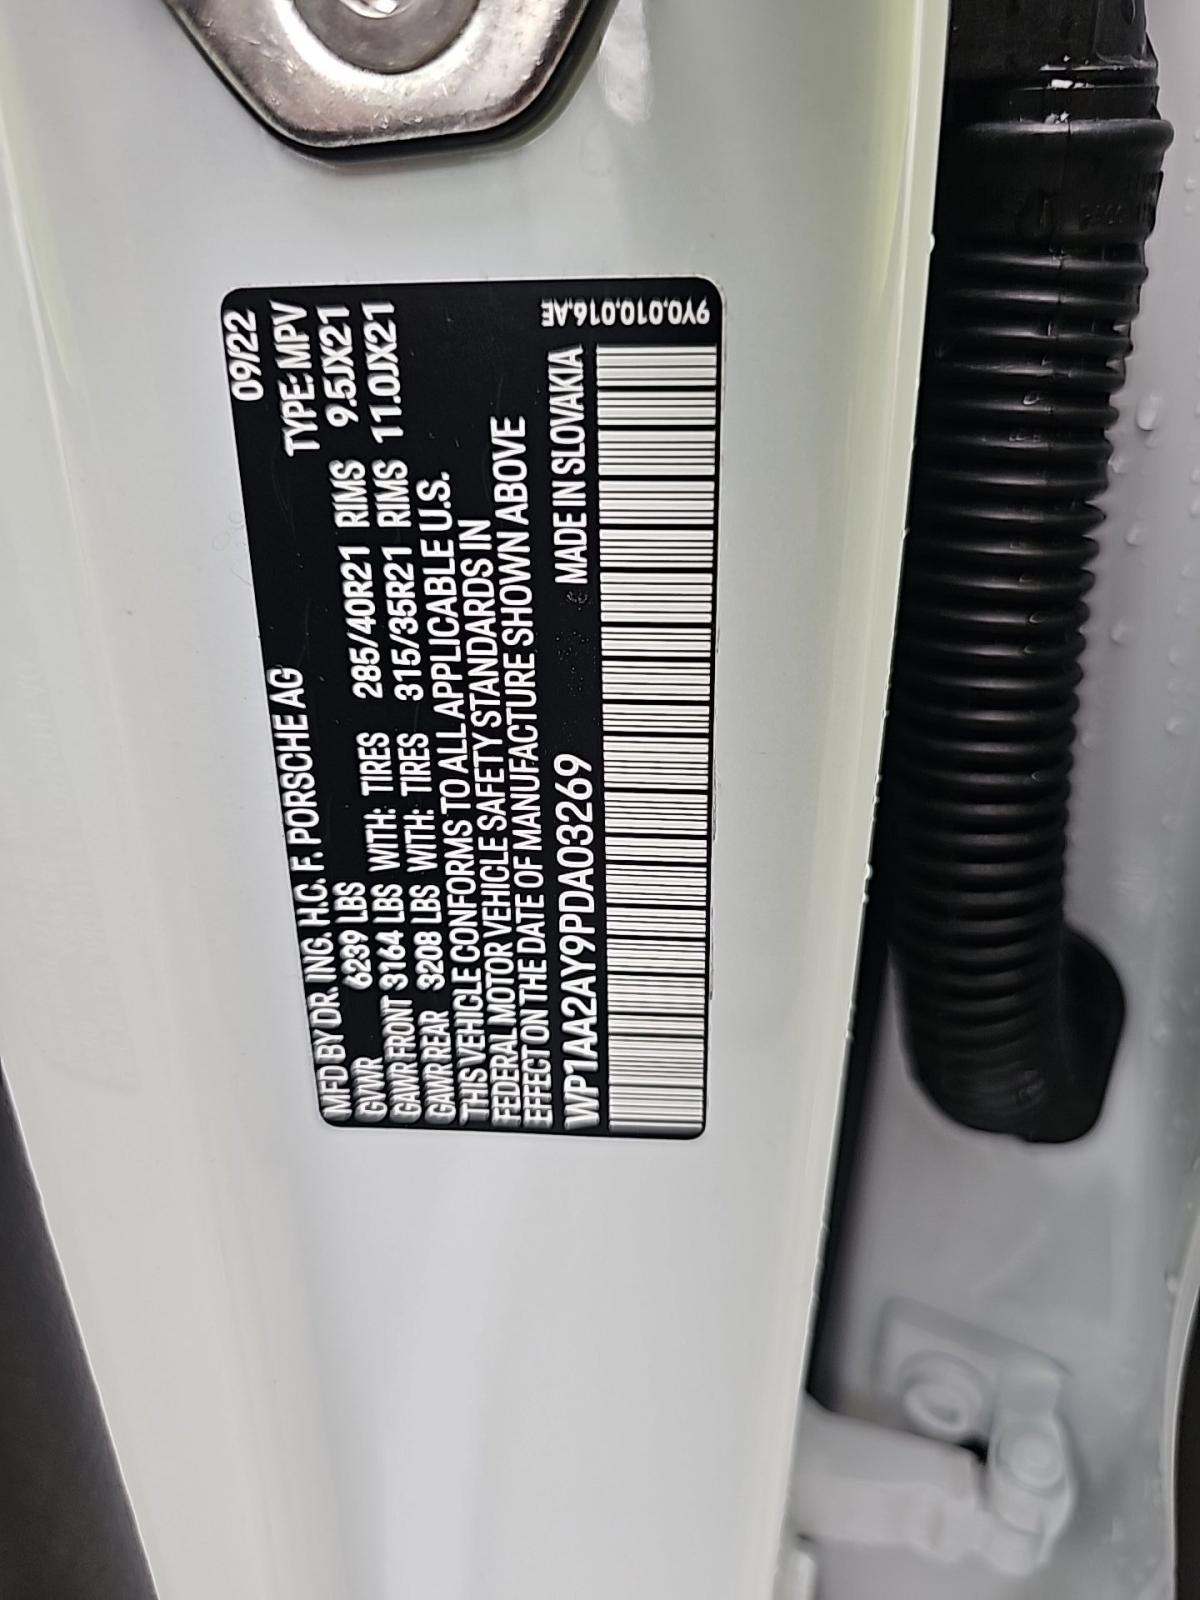 09/22
MFD BY DR. ING. H.C. F. PORSCHE AG TYPE: MPV
GVWR 6239 LBS
GAWR FRONT 3164 LBS WITH: TIRES 285/40R21 RIMS 9.5JX21
GAWR REAR 3208 LBS WITH: TIRES 315/35R21 RIMS 11.0JX21
THIS VEHICLE CONFORMS TO ALL APPLICABLE U.S.
FEDERAL MOTOR VEHICLE SAFETY STANDARDS IN
EFFECT ON THE DATE OF MANUFACTURE SHOWN ABOVE
WP1AA2AY9PDA03269 MADE IN SLOVAKIA
9Y0.010.016.AE